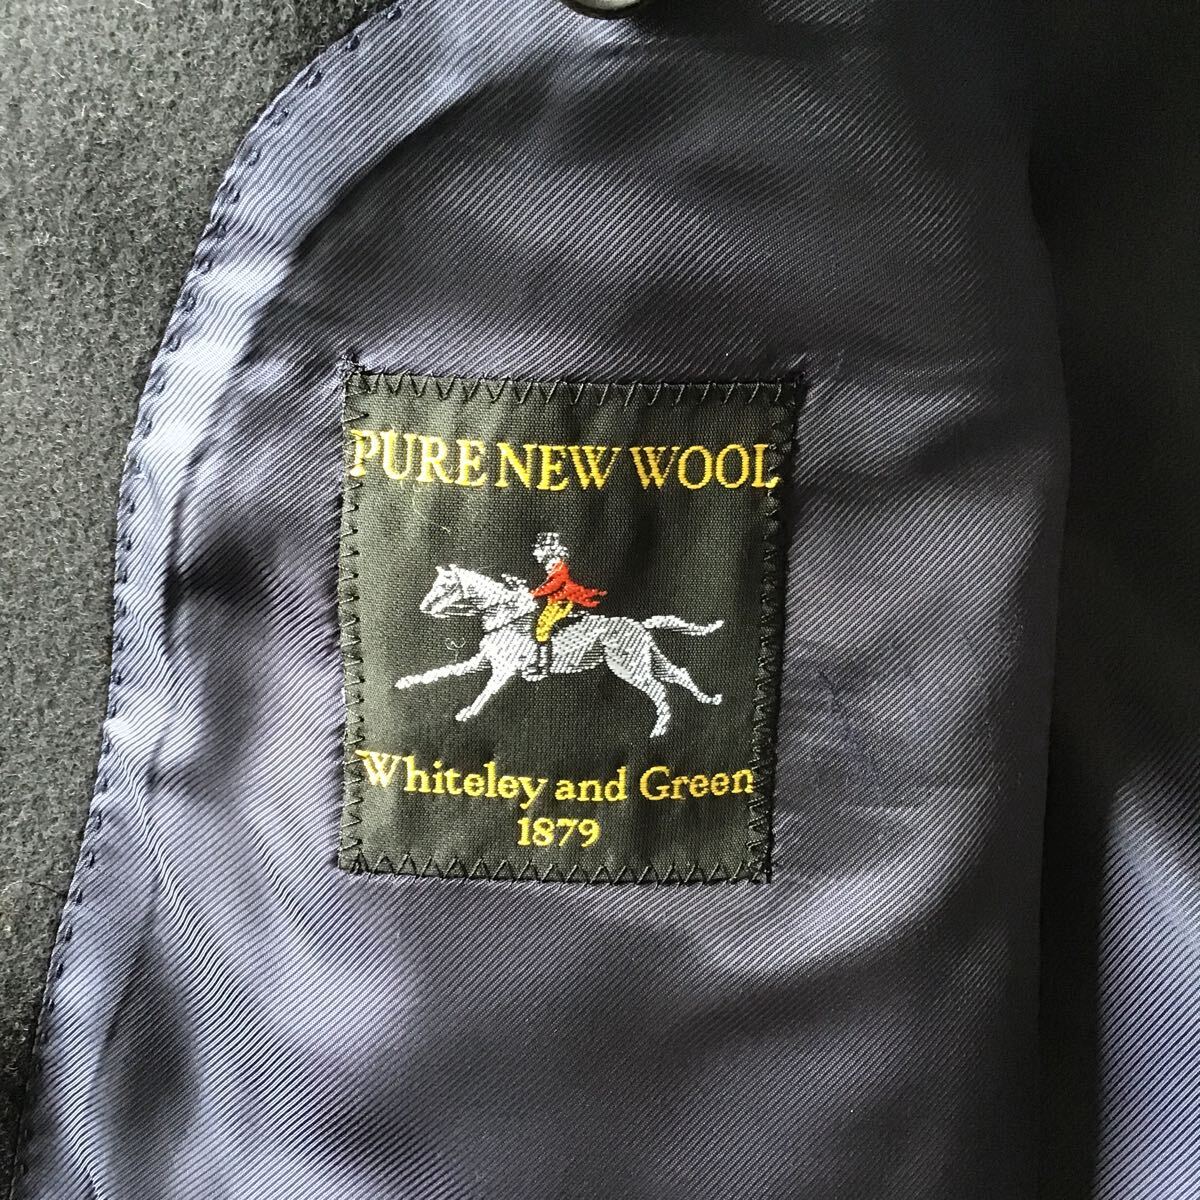 PURE NEW WOOL
Whiteley and Green
1879